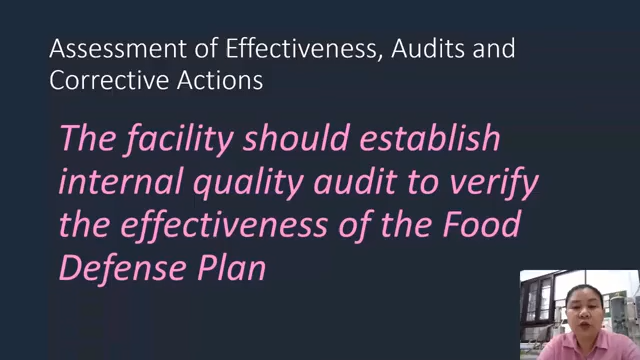 Assessment of Effectiveness, Audits and
Corrective Actions
The facility should establish
internal quality audit to verify
the effectiveness of the Food
Defense Plan